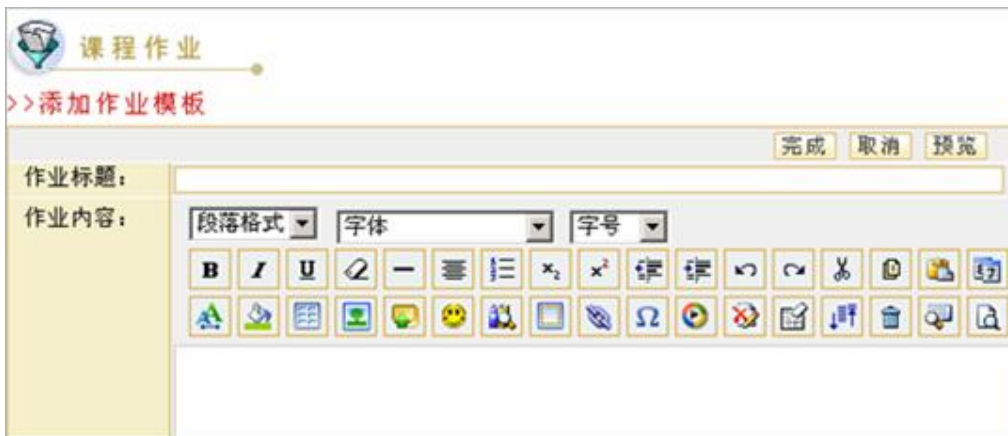 课程作业
>>添加作业模板
完成 取消 预览
作业标题：
作业内容： 段落格式 字体 字号
B I U x₂ x²
Ω